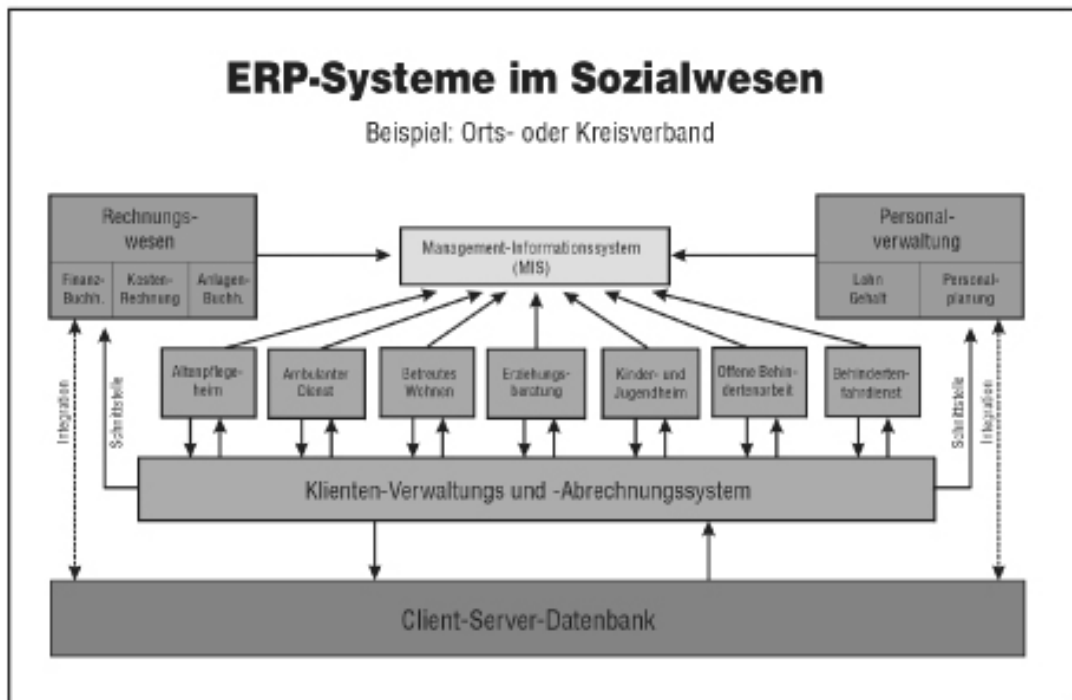 ERP-Systeme im Sozialwesen
Beispiel: Orts- oder Kreisverband
Rechnungs-
wesen
Finanz-
Buchh.
Kosten-
Rechnung
Anlagen-
Buchh.
Management-Informationssystem
(MIS)
Personal-
verwaltung
Lohn
Gehalt
Personal-
planung
Altenpflege-
heim
Ambulanter
Dienst
Betreutes
Wohnen
Erziehungs-
beratung
Kinder- und
Jugendheim
Offene Behin-
dertenarbeit
Behinderten-
fahrdienst
Integration
Schnittstelle
Schnittstelle
Integration
Klienten-Verwaltungs und -Abrechnungssystem
Client-Server-Datenbank